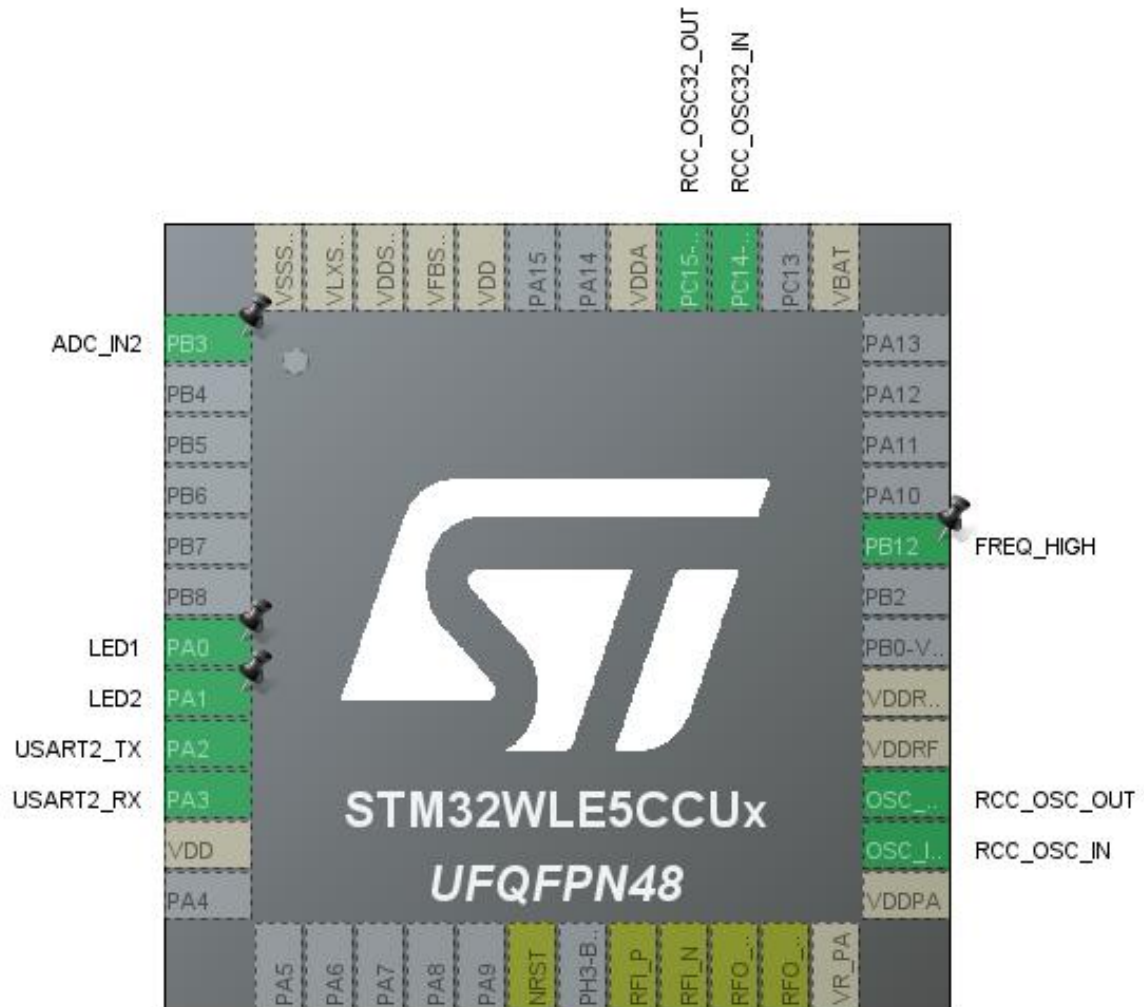 RCC_OSC32_OUT
RCC_OSC32_IN
VSSS..
VLXS..
VDDS..
VFBS..
VDD
PA15
PA14
VDDA
PC15-..
PC14-..
PC13
VBAT
ADC_IN2
PB3
PB4
PB5
PB6
PB7
PB8
LED1
PA0
LED2
PA1
USART2_TX
PA2
USART2_RX
PA3
VDD
PA4
PA13
PA12
PA11
PA10
PB12
FREQ_HIGH
PB2
PB0-V..
VDDR..
VDDRF
OSC_..
RCC_OSC_OUT
OSC_I..
RCC_OSC_IN
VDDPA
ST
STM32WLE5CCUx
UFQFPN48
PA5
PA6
PA7
PA8
PA9
NRST
PH3-B..
RFI_P
RFI_N
RFO_..
RFO_..
VR_PA